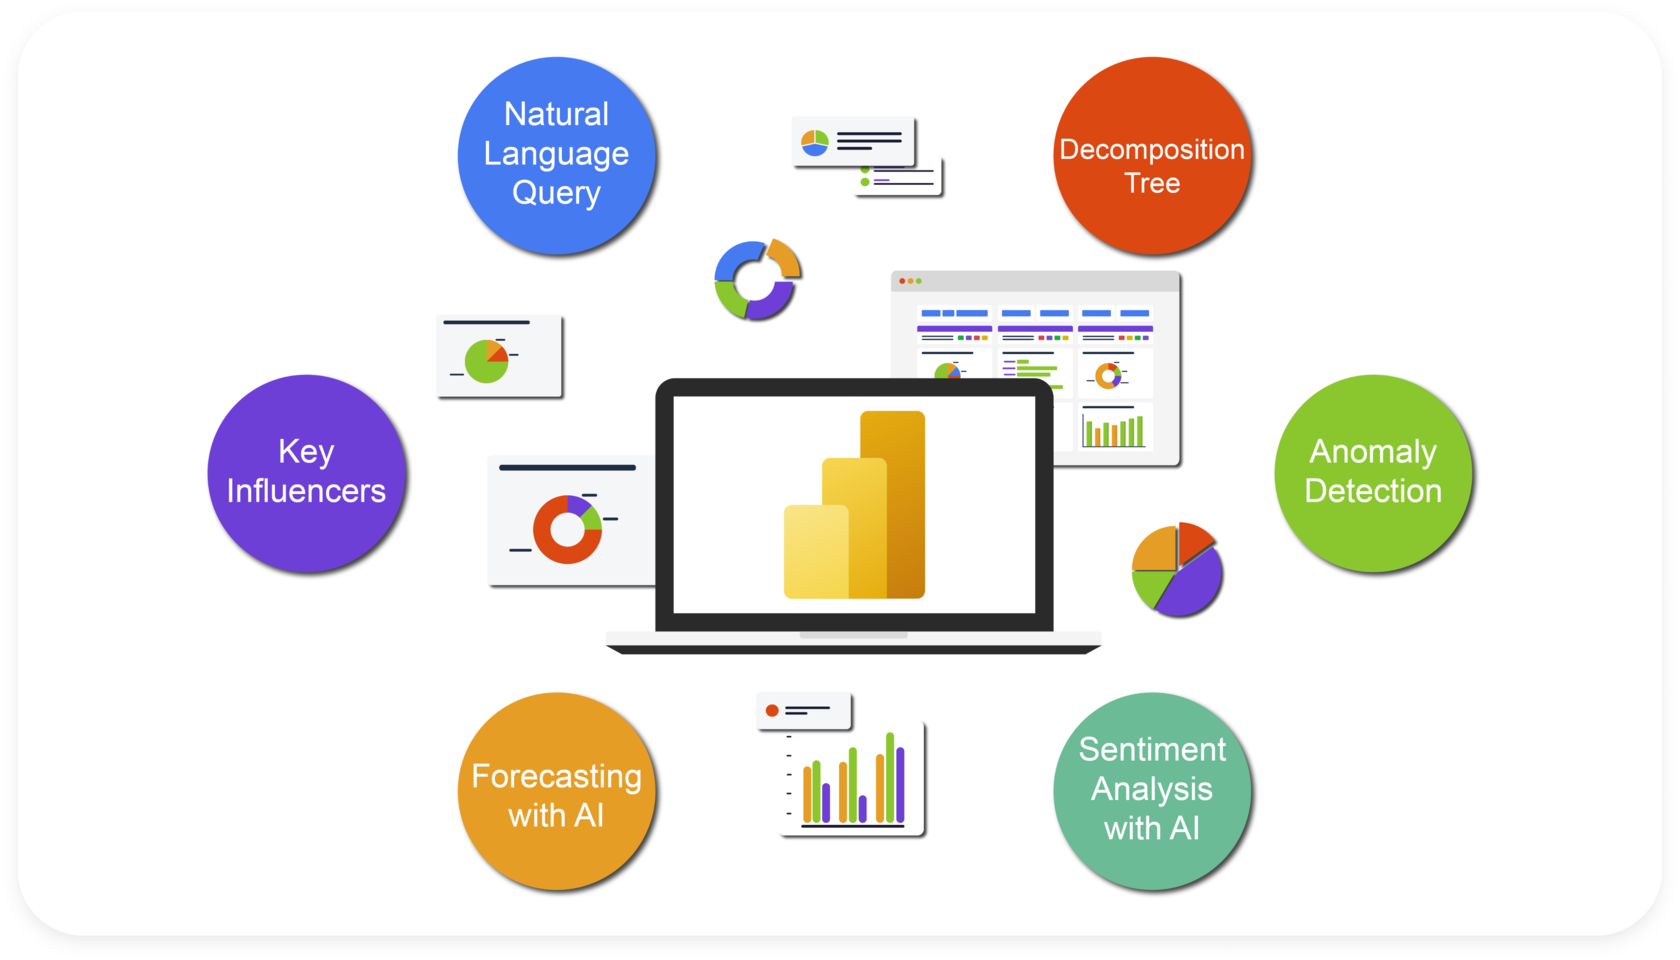 Natural
Language
Query
Decomposition
Tree
Key
Influencers
Anomaly
Detection
Forecasting
with AI
Sentiment
Analysis
with AI